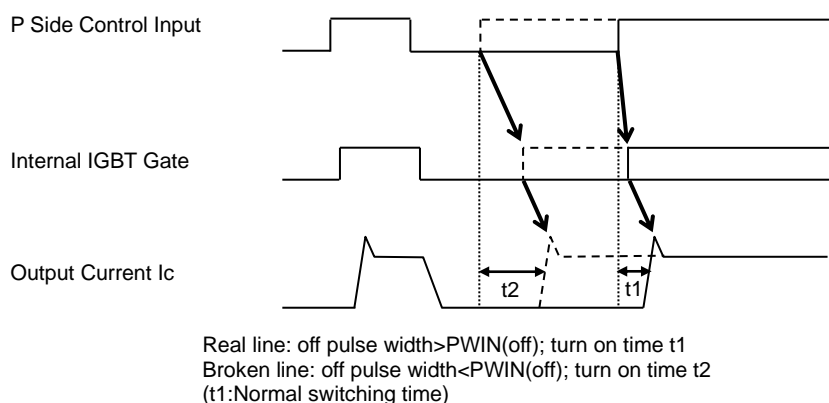 P Side Control Input
Internal IGBT Gate
Output Current Ic
t2
t1
Real line: off pulse width>PWIN(off); turn on time t1
Broken line: off pulse width<PWIN(off); turn on time t2
(t1:Normal switching time)